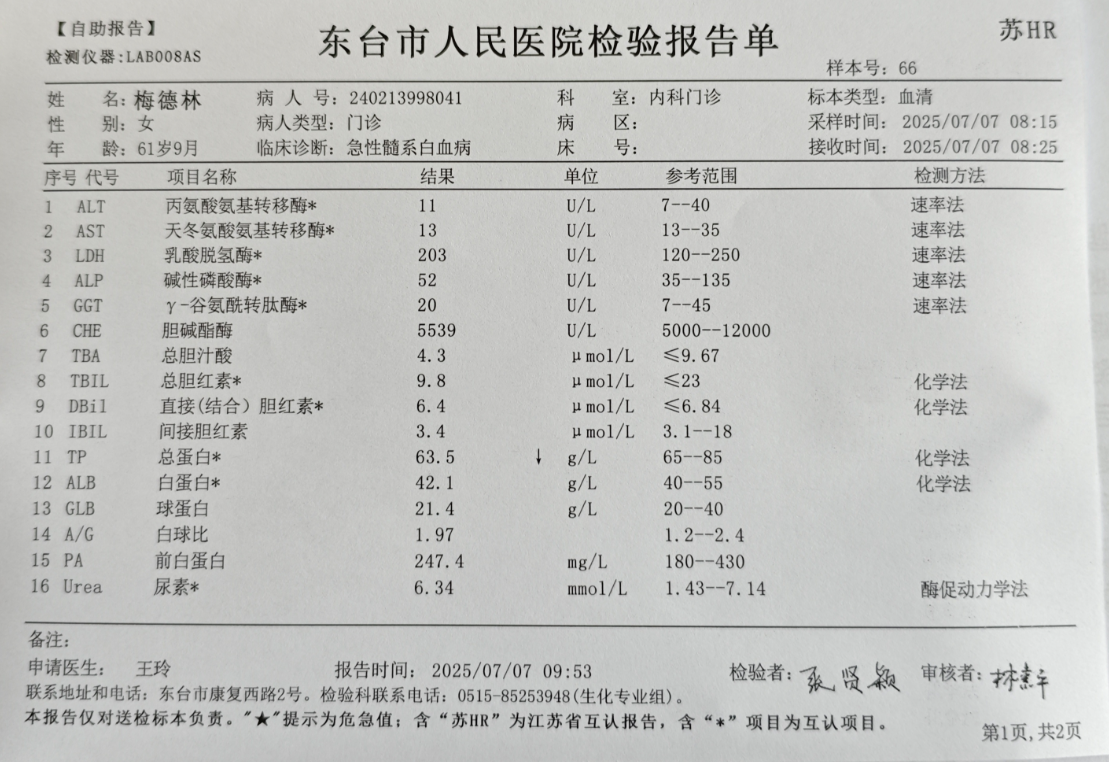 【自助报告】
苏HR
东台市人民医院检验报告单
检测仪器:LAB008AS
样本号: 66
姓 名: 梅德林 病 人 号: 240213998041 科 室: 内科门诊 标本类型: 血清
性 别: 女 病人类型: 门诊 病 区: 采样时间: 2025/07/07 08:15
年 龄: 61岁9月 临床诊断: 急性髓系白血病 床 号: 接收时间: 2025/07/07 08:25
序号 代号 项目名称 结果 单位 参考范围 检测方法
1 ALT 丙氨酸氨基转移酶* 11 U/L 7--40 速率法
2 AST 天冬氨酸氨基转移酶* 13 U/L 13--35 速率法
3 LDH 乳酸脱氢酶* 203 U/L 120--250 速率法
4 ALP 碱性磷酸酶* 52 U/L 35--135 速率法
5 GGT γ-谷氨酰转肽酶* 20 U/L 7--45 速率法
6 CHE 胆碱酯酶 5539 U/L 5000--12000
7 TBA 总胆汁酸 4.3 μmol/L ≤9.67
8 TBIL 总胆红素* 9.8 μmol/L ≤23 化学法
9 DBil 直接(结合) 胆红素* 6.4 μmol/L ≤6.84 化学法
10 IBIL 间接胆红素 3.4 μmol/L 3.1--18
11 TP 总蛋白* 63.5 ↓ g/L 65--85 化学法
12 ALB 白蛋白* 42.1 g/L 40--55 化学法
13 GLB 球蛋白 21.4 g/L 20--40
14 A/G 白球比 1.97 1.2--2.4
15 PA 前白蛋白 247.4 mg/L 180--430
16 Urea 尿素* 6.34 mmol/L 1.43--7.14 酶促动力学法
备注:
申请医生: 王玲 报告时间: 2025/07/07 09:53 检验者: 审核者:
联系地址和电话: 东台市康复西路2号。检验科联系电话: 0515-85253948(生化专业组)。
本报告仅对送检标本负责。"★"提示为危急值; 含“苏HR”为江苏省互认报告, 含“*”项目为互认项目。
第1页,共2页